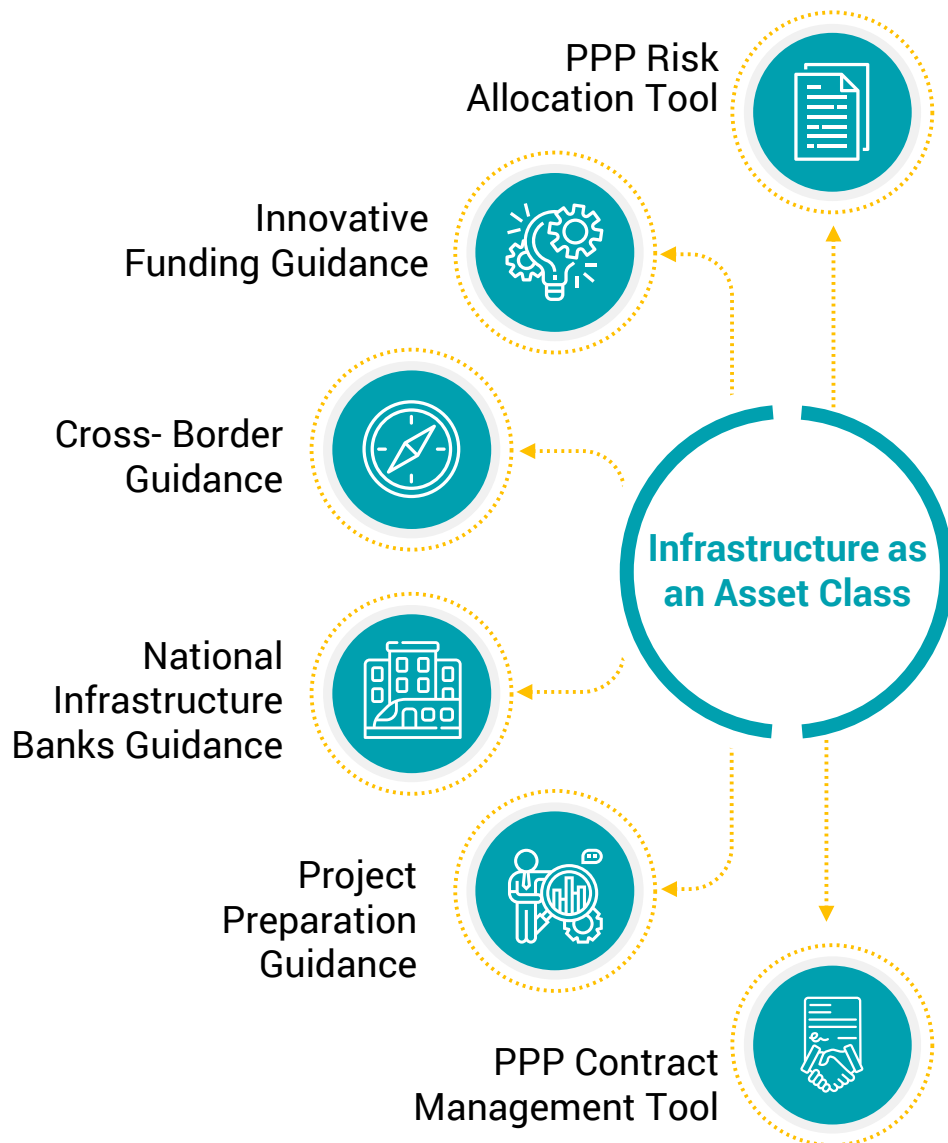 PPP Risk
Allocation Tool
Innovative
Funding Guidance
Cross- Border
Guidance
Infrastructure as
an Asset Class
National
Infrastructure
Banks Guidance
Project
Preparation
Guidance
PPP Contract
Management Tool